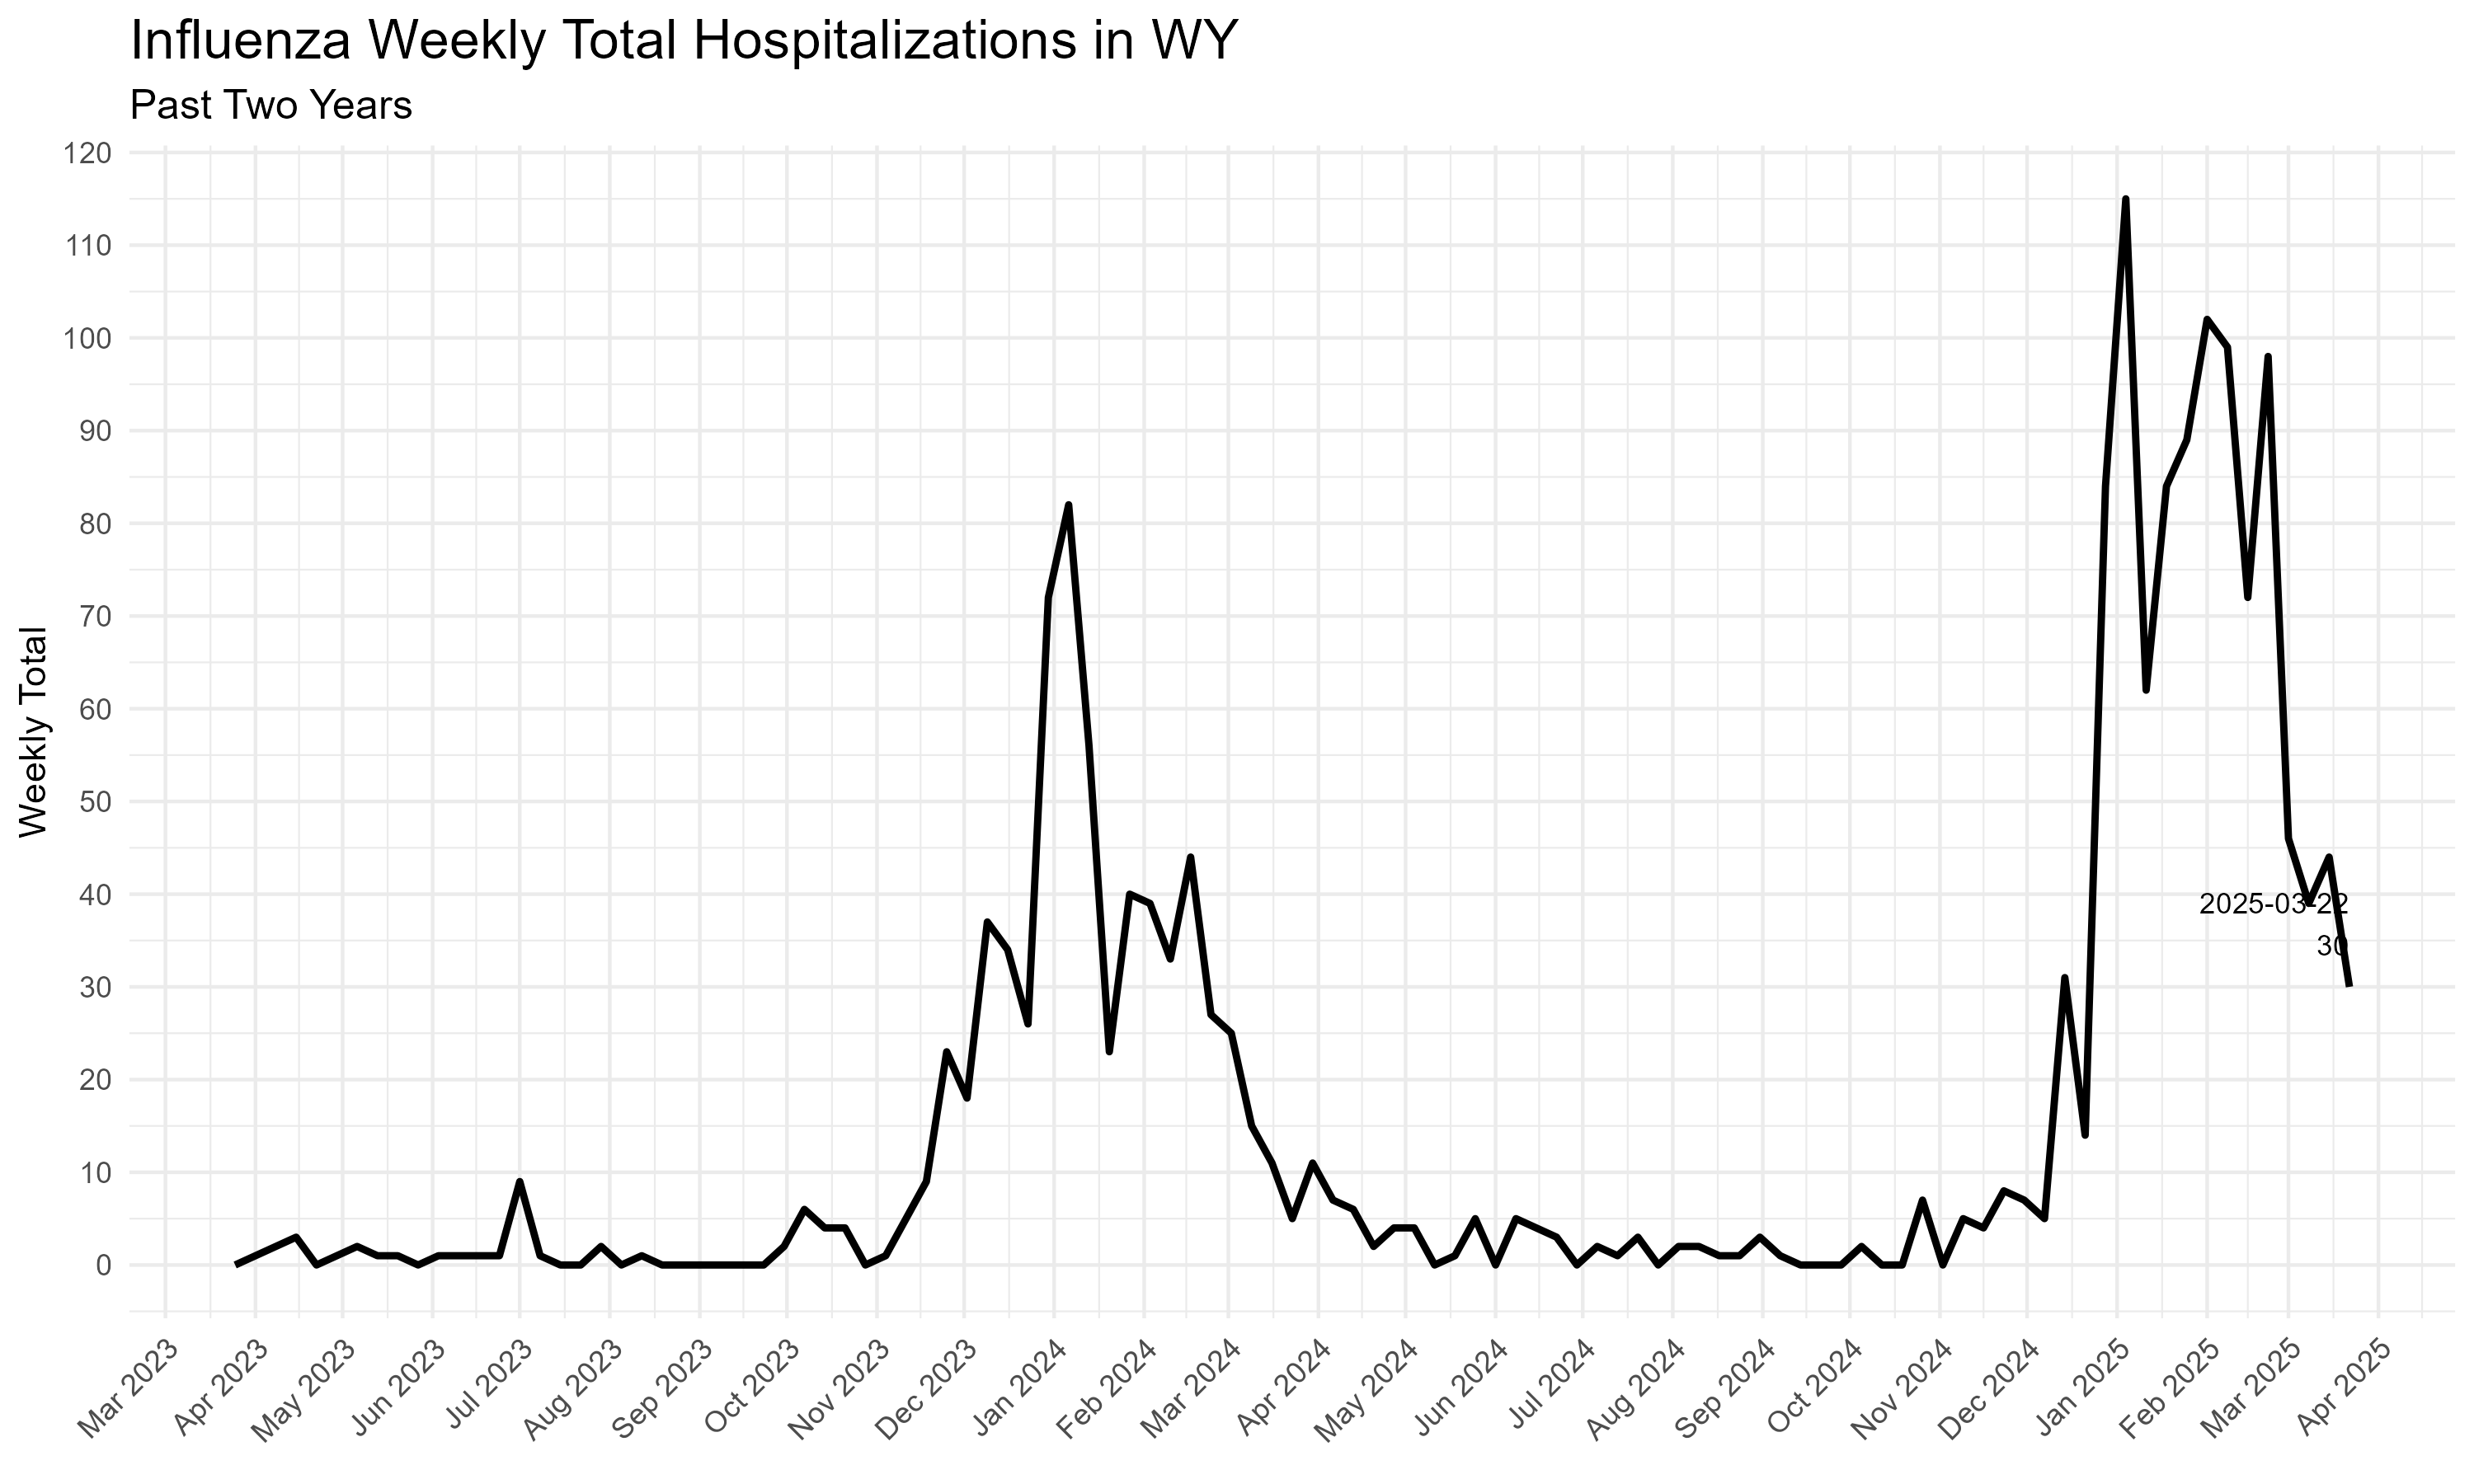 Influenza Weekly Total Hospitalizations in WY
Past Two Years
Weekly Total
120
110
100
90
80
70
60
50
40
30
20
10
0
2025-03-22
30
Mar 2023
Apr 2023
May 2023
Jun 2023
Jul 2023
Aug 2023
Sep 2023
Oct 2023
Nov 2023
Dec 2023
Jan 2024
Feb 2024
Mar 2024
Apr 2024
May 2024
Jun 2024
Jul 2024
Aug 2024
Sep 2024
Oct 2024
Nov 2024
Dec 2024
Jan 2025
Feb 2025
Mar 2025
Apr 2025